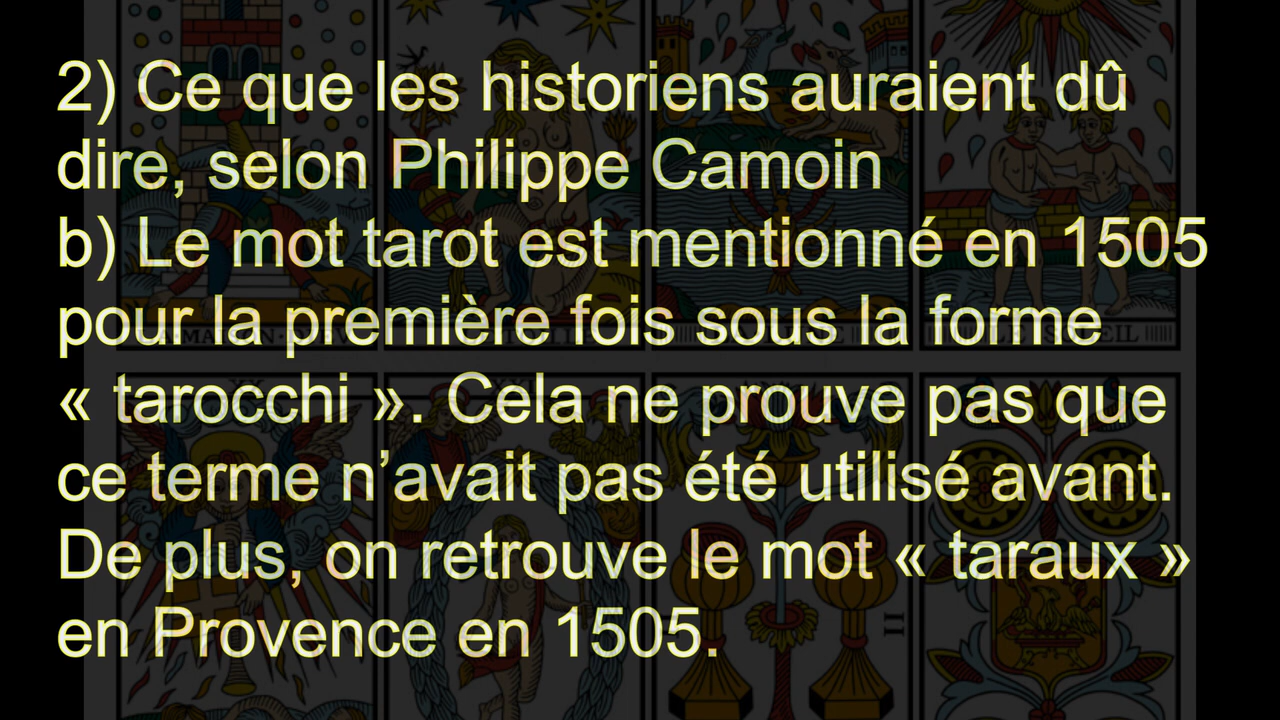 2) Ce que les historiens auraient dû
dire, selon Philippe Camoin
b) Le mot tarot est mentionné en 1505
pour la première fois sous la forme
« tarocchi ». Cela ne prouve pas que
ce terme n’avait pas été utilisé avant.
De plus, on retrouve le mot « taraux »
en Provence en 1505.
II